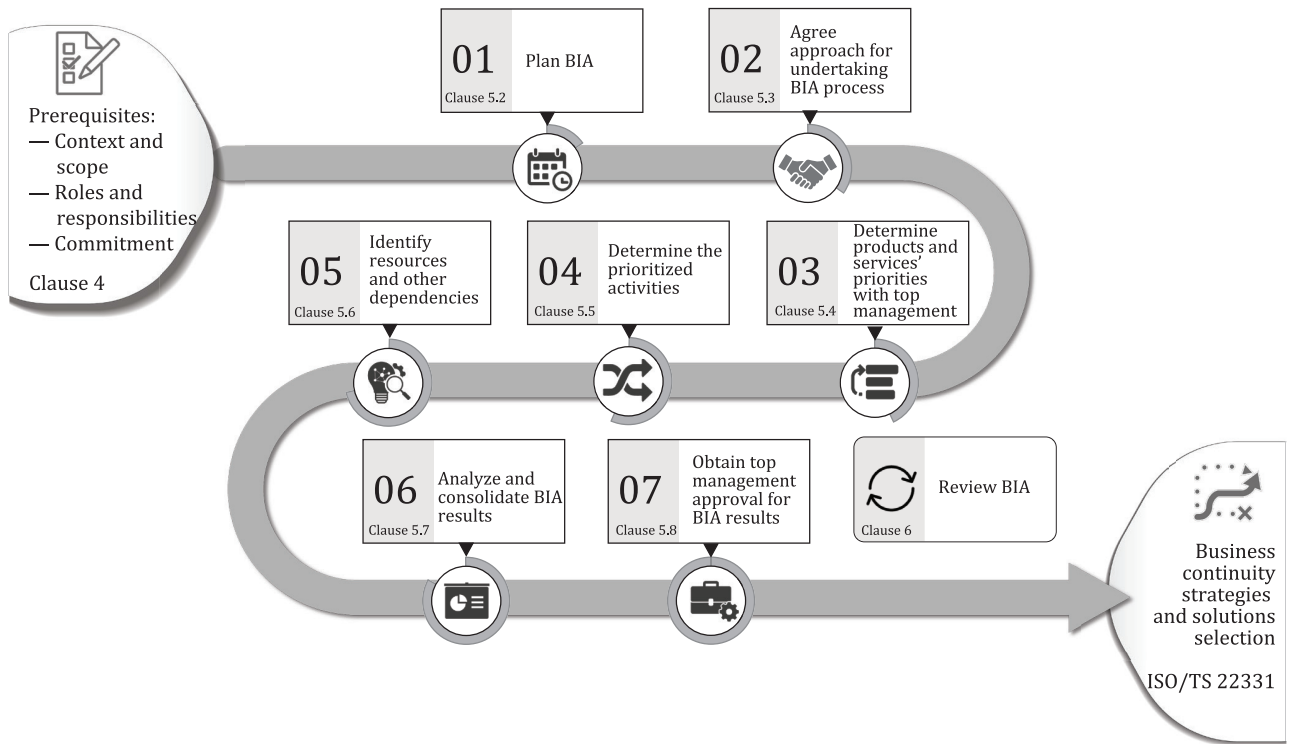 Prerequisites:
— Context and
scope
— Roles and
responsibilities
— Commitment
Clause 4
01
Clause 5.2
Plan BIA
02
Clause 5.3
Agree
approach for
undertaking
BIA process
03
Clause 5.4
Determine
products and
services’
priorities
with top
management
04
Clause 5.5
Determine the
prioritized
activities
05
Clause 5.6
Identify
resources
and other
dependencies
06
Clause 5.7
Analyze and
consolidate BIA
results
07
Clause 5.8
Obtain top
management
approval for
BIA results
Clause 6
Review BIA
Business
continuity
strategies
and solutions
selection
ISO/TS 22331